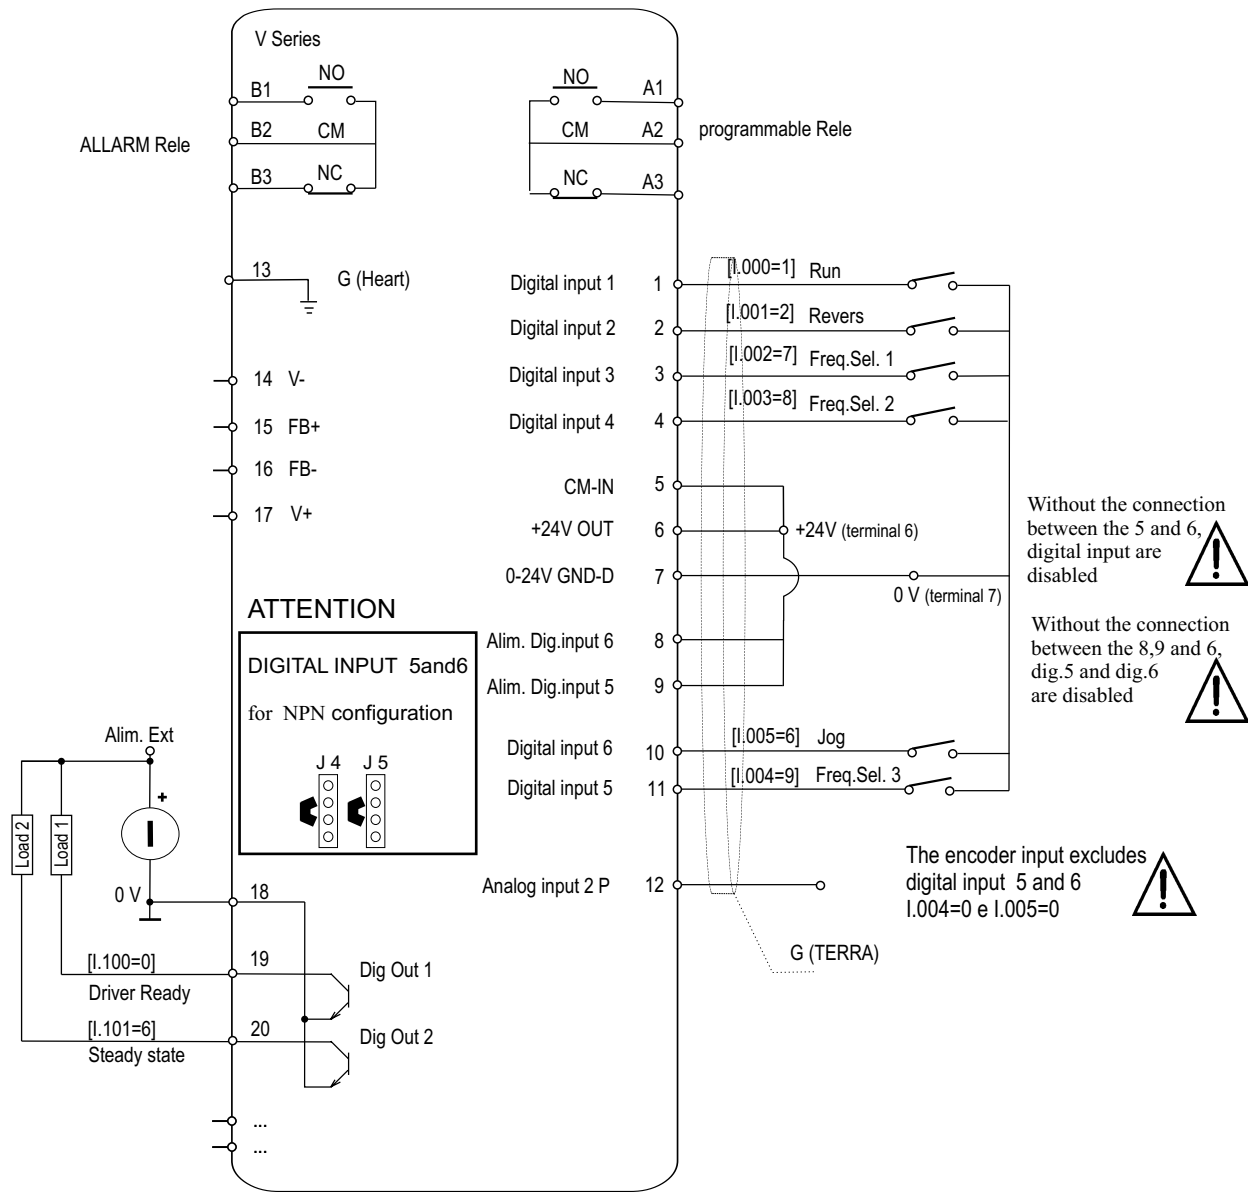 V Series
NO
B1
B2
CM
B3
NC
ALLARM Rele
NO
A1
CM
A2
NC
A3
programmable Rele
13
G (Heart)
14 V-
15 FB+
16 FB-
17 V+
Digital input 1
1
[I.000=1] Run
Digital input 2
2
[I.001=2] Revers
Digital input 3
3
[I.002=7] Freq.Sel. 1
Digital input 4
4
[I.003=8] Freq.Sel. 2
CM-IN
5
+24V OUT
6
+24V (terminal 6)
0-24V GND-D
7
0 V (terminal 7)
Alim. Dig.input 6
8
Alim. Dig.input 5
9
Digital input 6
10
[I.005=6] Jog
Digital input 5
11
[I.004=9] Freq.Sel. 3
Analog input 2 P
12
G (TERRA)
Without the connection
between the 5 and 6,
digital input are
disabled
!
Without the connection
between the 8,9 and 6,
dig.5 and dig.6
are disabled
!
The encoder input excludes
digital input 5 and 6
I.004=0 e I.005=0
!
ATTENTION
DIGITAL INPUT 5and6
for NPN configuration
J 4 J 5
Alim. Ext
+
Load 2
Load 1
0 V
18
[I.100=0]
Driver Ready
19
Dig Out 1
[I.101=6]
Steady state
20
Dig Out 2
...
...